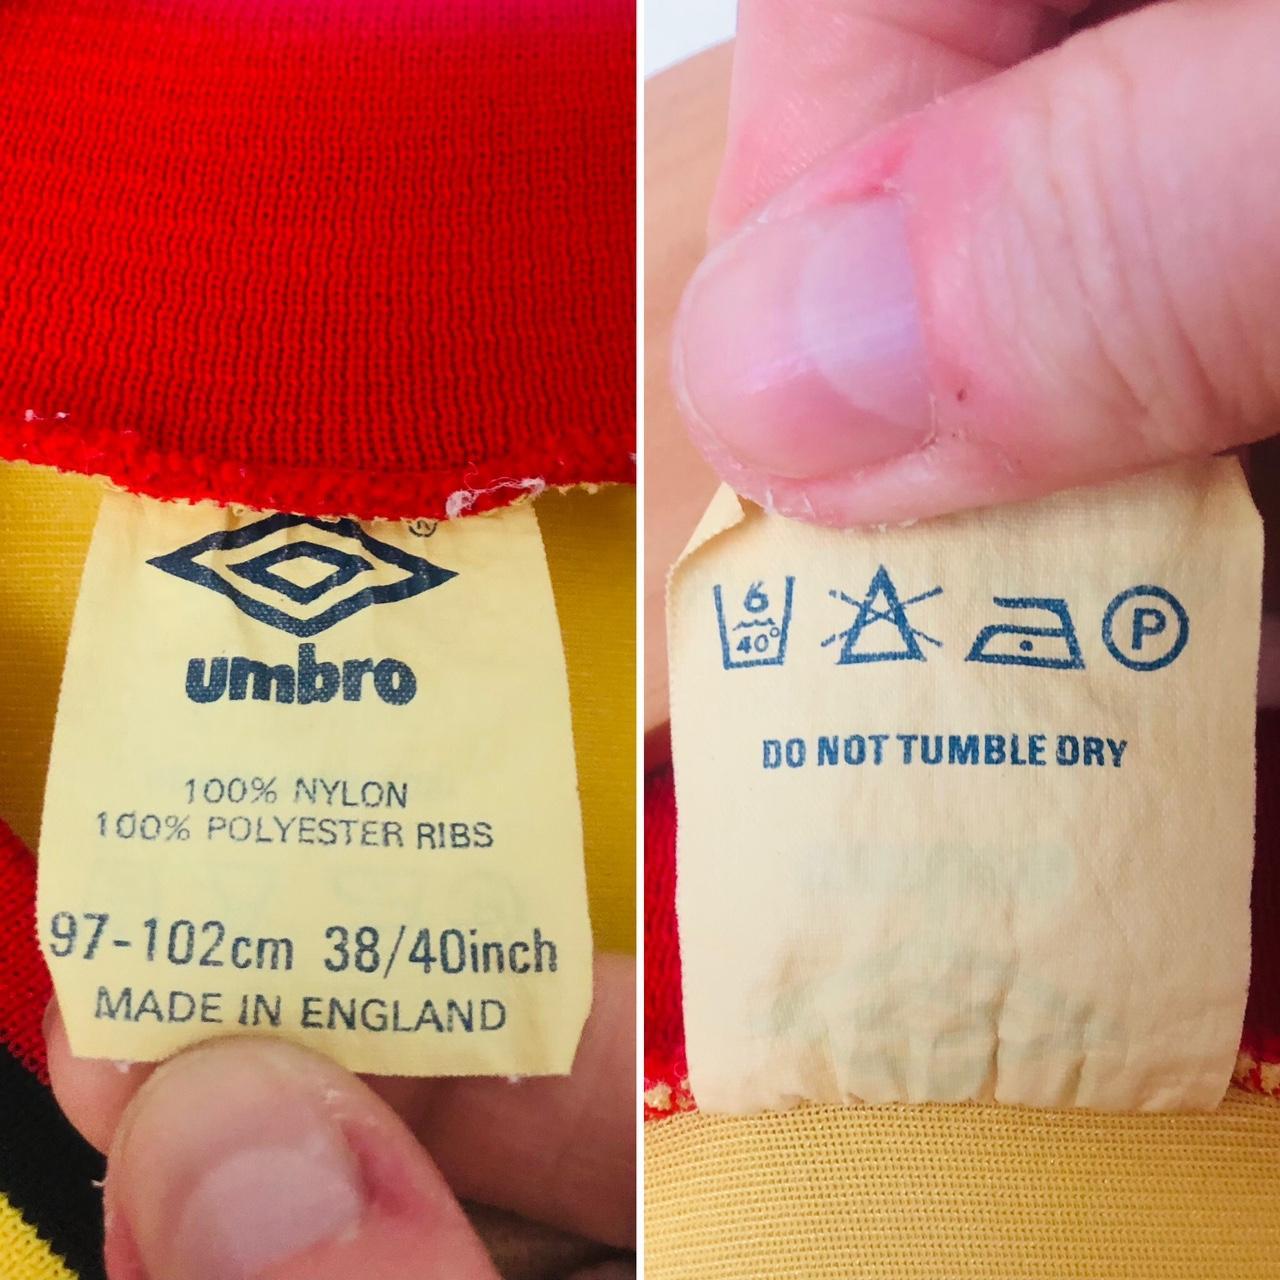 ®
umbro
100% NYLON
100% POLYESTER RIBS
97-102cm 38/40inch
MADE IN ENGLAND
6
40°
P
DO NOT TUMBLE DRY